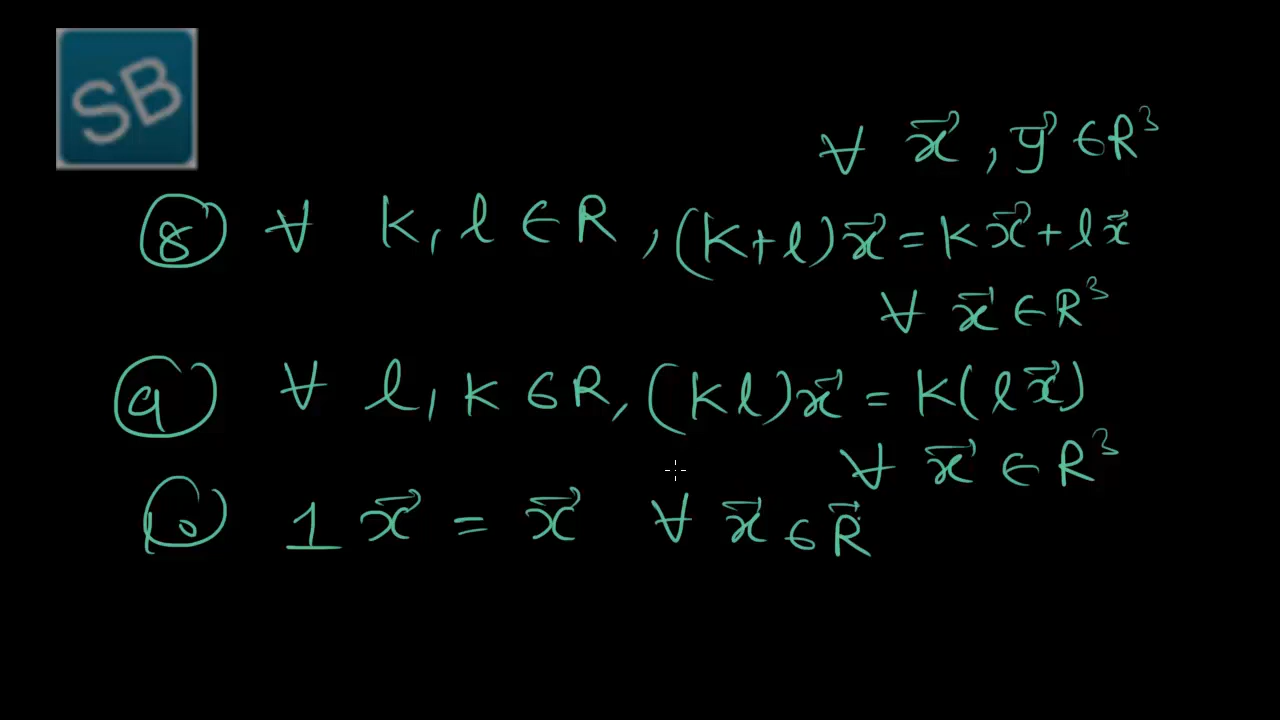 SB
∀ x⃗, y⃗ ∈ R³
⑧ ∀ k, l ∈ R, (k+l)x⃗ = kx⃗ + lx⃗
∀ x⃗ ∈ R³
⑨ ∀ l, k ∈ R, (kl)x⃗ = k(lx⃗)
∀ x⃗ ∈ R³
⑩ 1x⃗ = x⃗ ∀ x⃗ ∈ R⃗